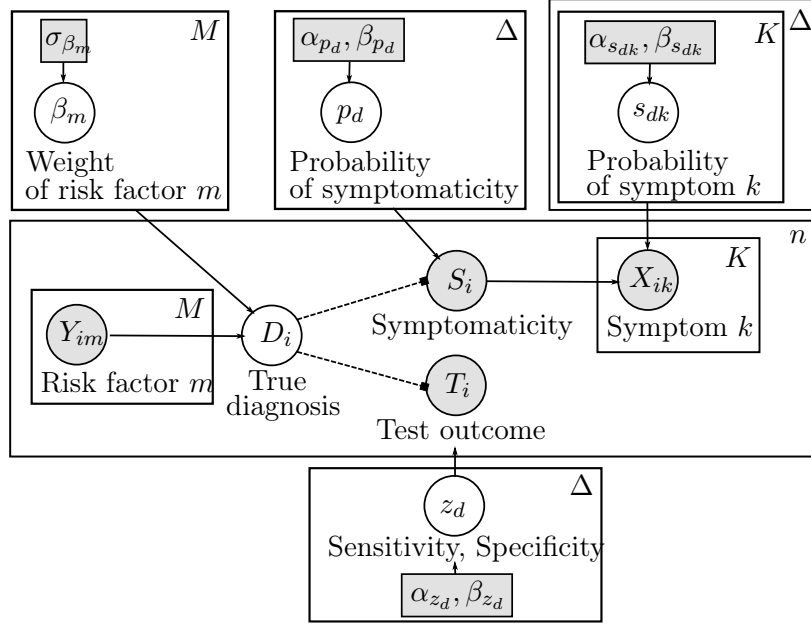 σ_{β_m}
M
β_m
Weight
of risk factor m
α_{p_d}, β_{p_d}
Δ
p_d
Probability
of symptomaticity
α_{s_{dk}}, β_{s_{dk}}
K
Δ
s_{dk}
Probability
of symptom k
n
S_i
Symptomaticity
X_{ik}
K
Symptom k
Y_{im}
M
Risk factor m
D_i
True
diagnosis
T_i
Test outcome
z_d
Δ
Sensitivity, Specificity
α_{z_d}, β_{z_d}